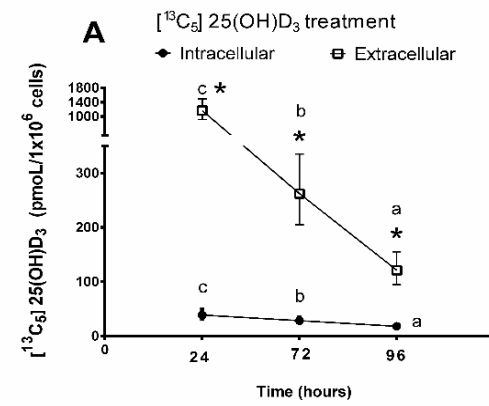 A
[¹³C₅] 25(OH)D₃ treatment
Intracellular
Extracellular
[¹³C₅] 25(OH)D₃ (pmoL/1x10⁶ cells)
1800
1400
1000
300
200
100
0
c *
b
*
a
*
c
b
a
0
24
72
96
Time (hours)